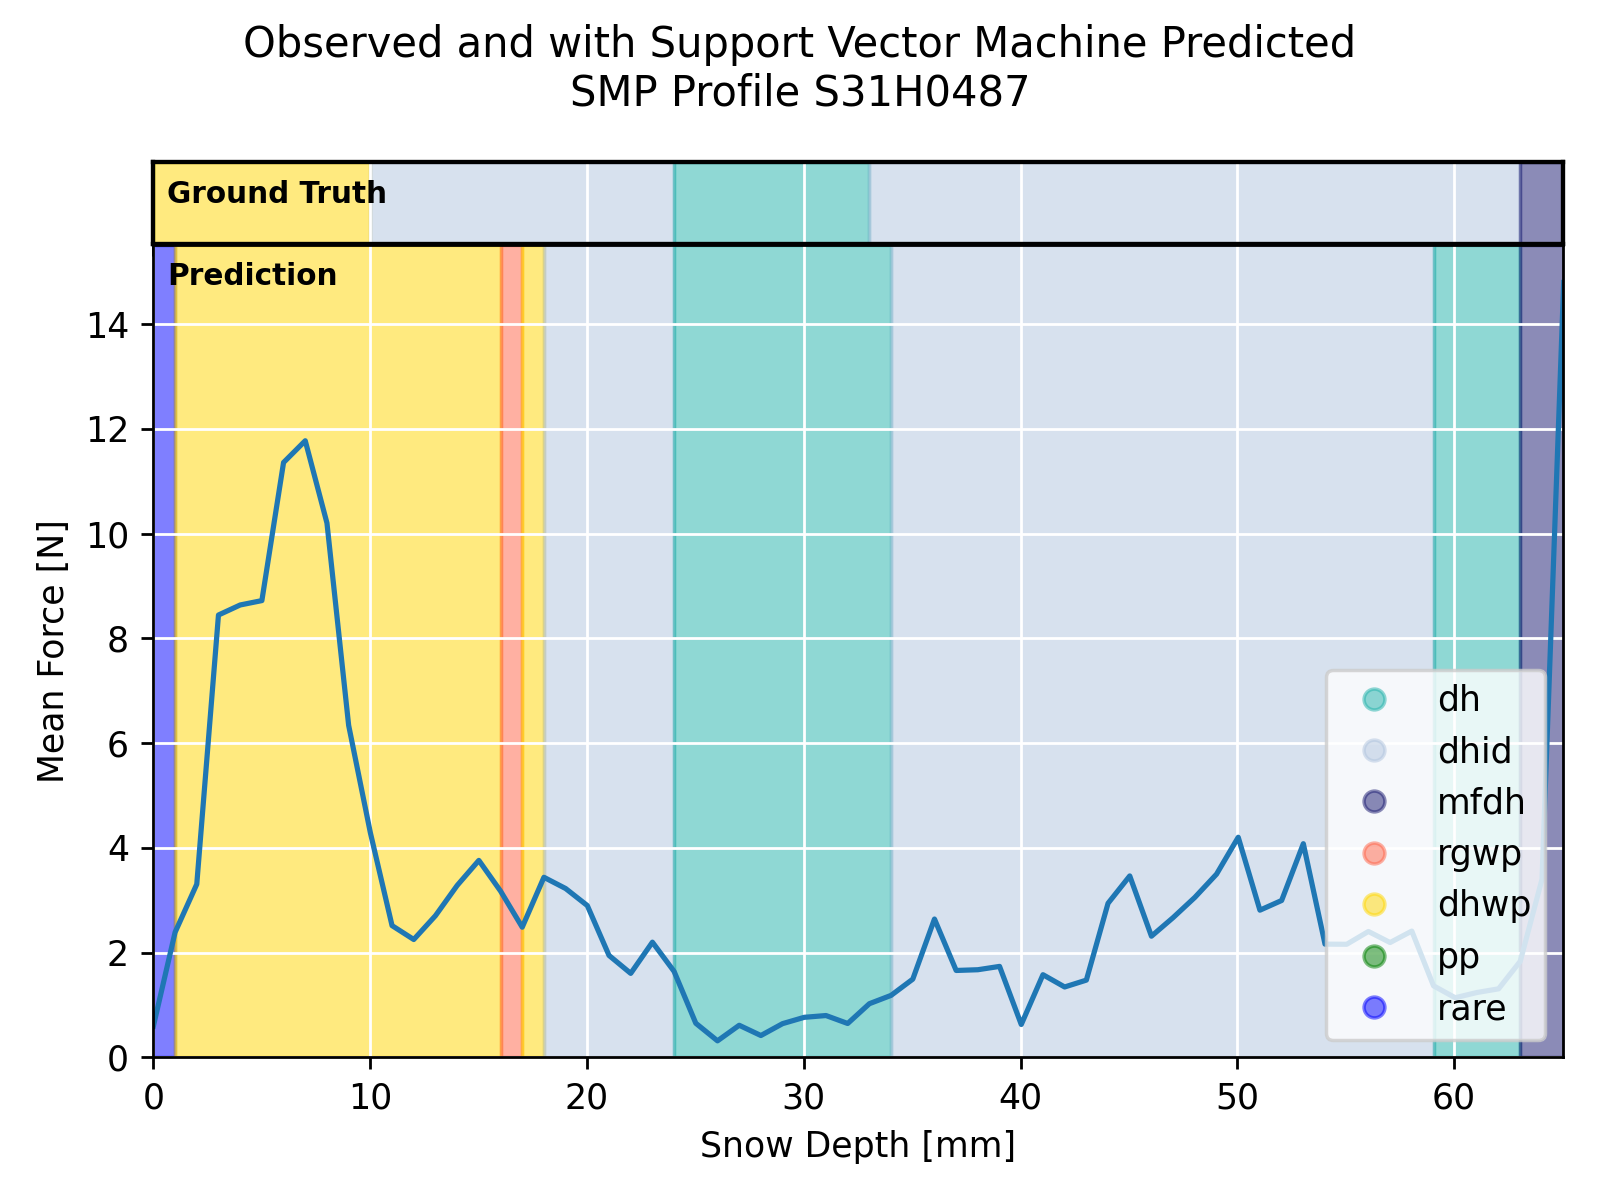 Observed and with Support Vector Machine Predicted
SMP Profile S31H0487
Ground Truth
Prediction
14
12
10
8
6
4
2
0
Mean Force [N]
dh
dhid
mfdh
rgwp
dhwp
pp
rare
0 10 20 30 40 50 60
Snow Depth [mm]